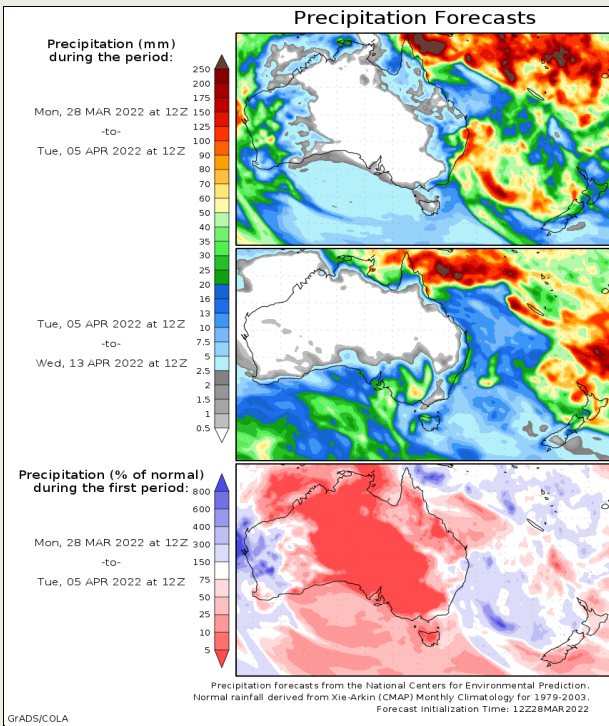 Precipitation Forecasts
Precipitation (mm)
during the period:
Mon, 28 MAR 2022 at 12Z
-to-
Tue, 05 APR 2022 at 12Z
250
200
175
150
125
100
90
80
70
60
50
40
35
30
25
20
16
13
10
7.5
5
2.5
2
1.5
1
0.5
Tue, 05 APR 2022 at 12Z
-to-
Wed, 13 APR 2022 at 12Z
Precipitation (% of normal)
during the first period:
Mon, 28 MAR 2022 at 12Z
-to-
Tue, 05 APR 2022 at 12Z
800
600
400
300
150
75
50
25
10
5
Precipitation forecasts from the National Centers for Environmental Prediction.
Normal rainfall derived from Xie-Arkin (CMAP) Monthly Climatology for 1979-2003.
Forecast Initialization Time: 12Z28MAR2022
GrADS/COLA